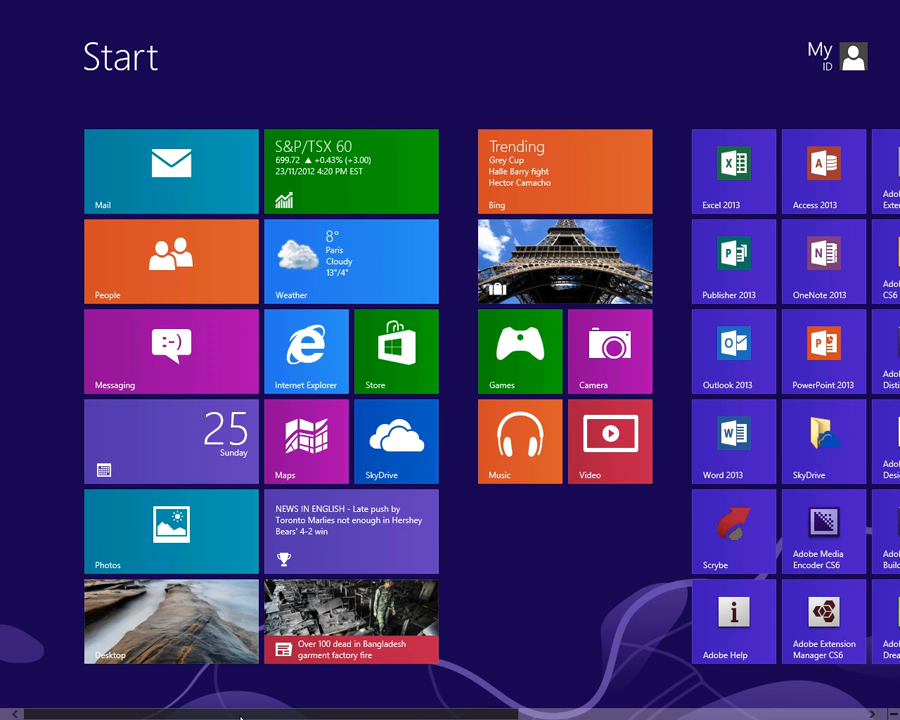 Start
My
ID
Mail
S&P/TSX 60
699.72 ▲ +0.43% (+3.00)
23/11/2012 4:20 PM EST
Trending
Grey Cup
Halle Barry fight
Hector Camacho
Bing
Excel 2013
Access 2013
People
8°
Paris
Cloudy
13°/4°
Weather
Publisher 2013
OneNote 2013
CS6
Messaging
Internet Explorer
Store
Games
Camera
Outlook 2013
PowerPoint 2013
25
Sunday
Maps
SkyDrive
Music
Video
Word 2013
SkyDrive
Photos
NEWS IN ENGLISH - Late push by
Toronto Marlies not enough in Hershey
Bears' 4-2 win
Scrybe
Adobe Media
Encoder CS6
Desktop
Over 100 dead in Bangladesh
garment factory fire
Adobe Help
Adobe Extension
Manager CS6